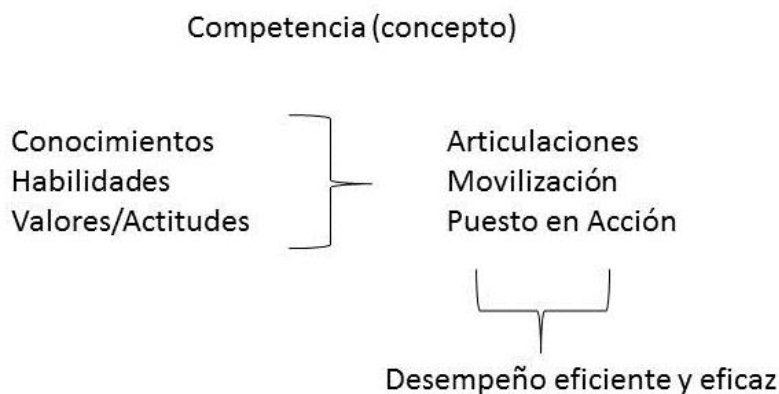 Competencia (concepto)
Conocimientos
Habilidades
Valores/Actitudes
Articulaciones
Movilización
Puesto en Acción
Desempeño eficiente y eficaz